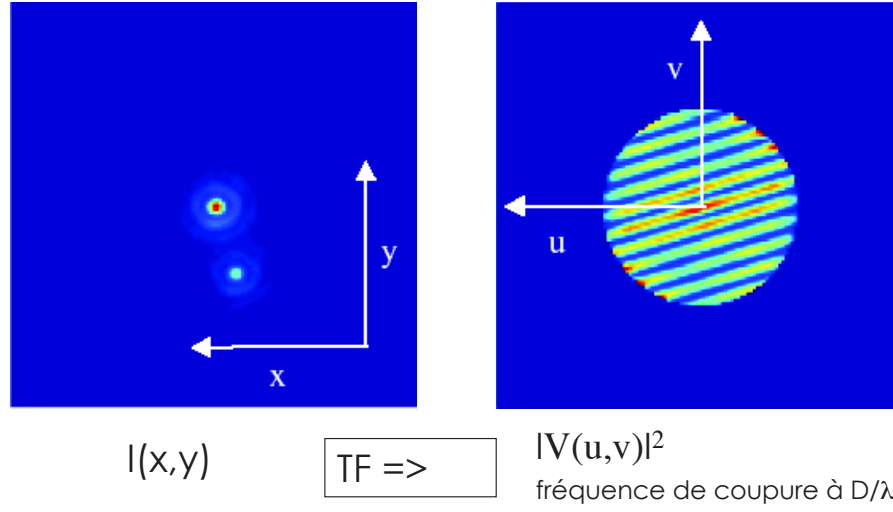 y
x
v
u
I(x,y)
TF =>
|V(u,v)|²
fréquence de coupure à D/λ